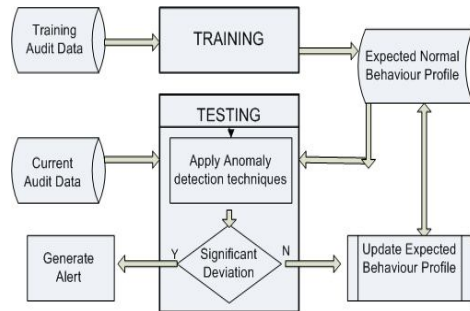 Training
Audit Data
TRAINING
Expected Normal
Behaviour Profile
TESTING
Current
Audit Data
Apply Anomaly
detection techniques
Generate
Alert
Y
Significant
Deviation
N
Update Expected
Behaviour Profile